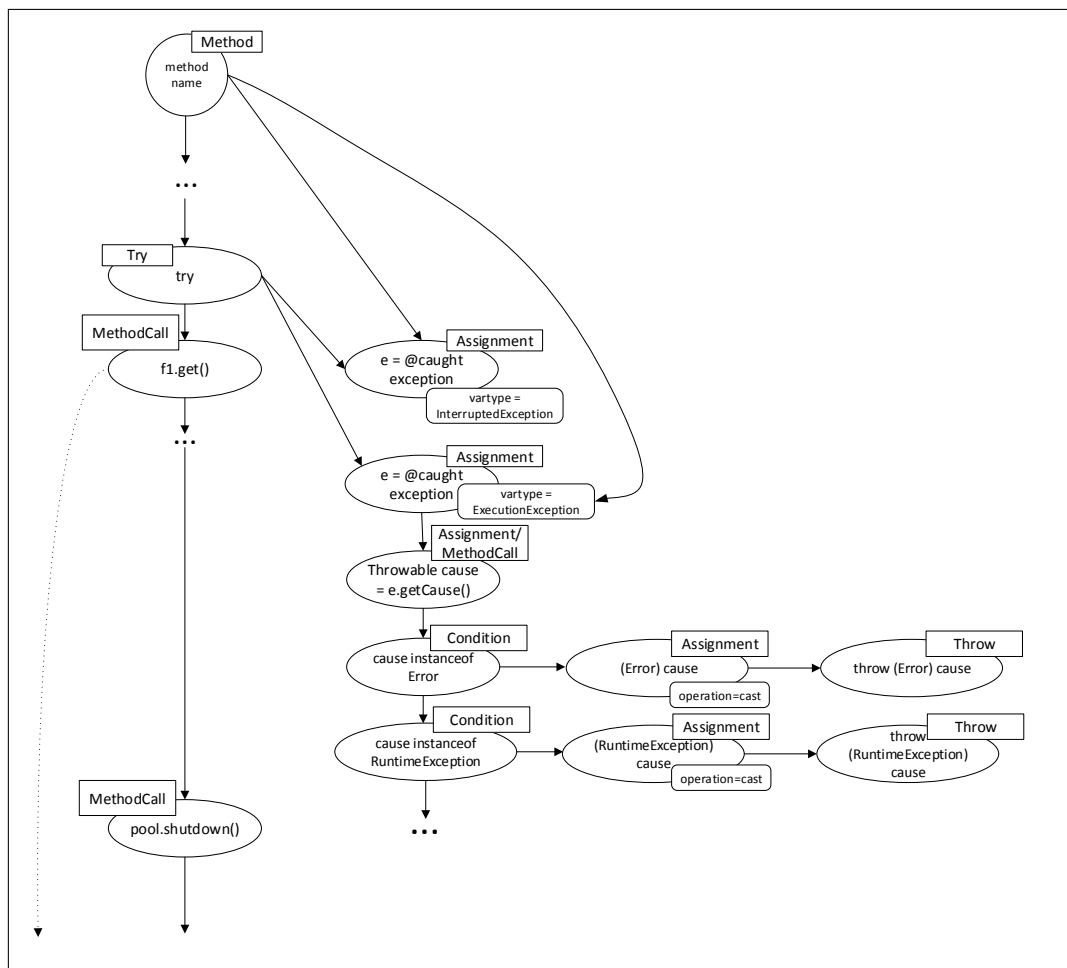 Method
method
name
...
Try
try
MethodCall
f1.get()
...
Assignment
e = @caught
exception
vartype =
InterruptedException
Assignment
e = @caught
exception
vartype =
ExecutionException
Assignment/
MethodCall
Throwable cause
= e.getCause()
Condition
cause instanceof
Error
Assignment
(Error) cause
operation=cast
Throw
throw (Error) cause
Condition
cause instanceof
RuntimeException
Assignment
(RuntimeException)
cause
operation=cast
Throw
throw
(RuntimeException)
cause
...
MethodCall
pool.shutdown()